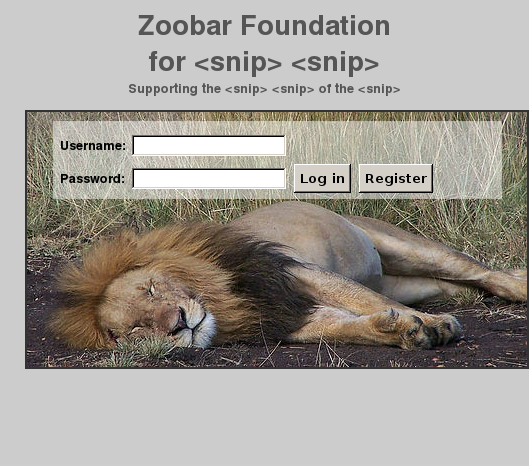 Zoobar Foundation
for <snip> <snip>
Supporting the <snip> <snip> of the <snip>
Username:
Password: Log in Register